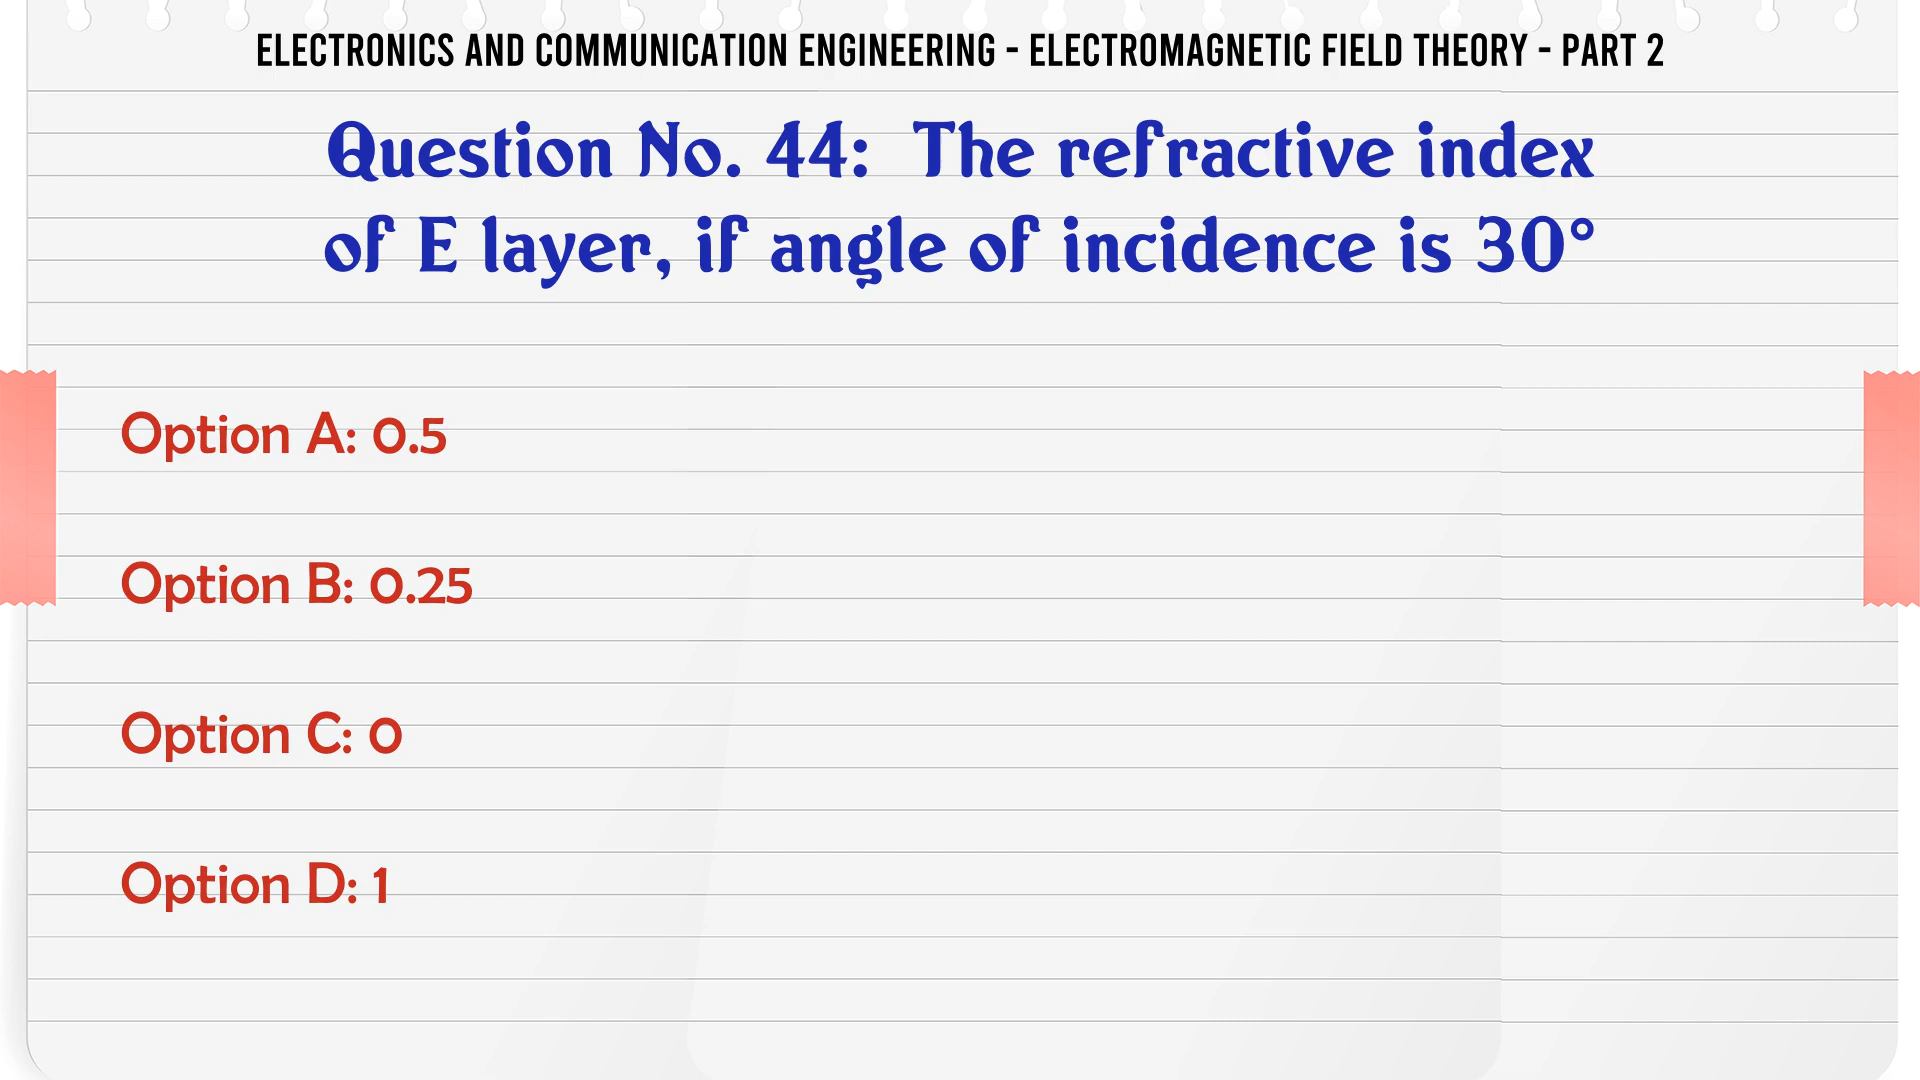 ELECTRONICS AND COMMUNICATION ENGINEERING - ELECTROMAGNETIC FIELD THEORY - PART 2
Question No. 44: The refractive index
of E layer, if angle of incidence is 30°
Option A: 0.5
Option B: 0.25
Option C: 0
Option D: 1